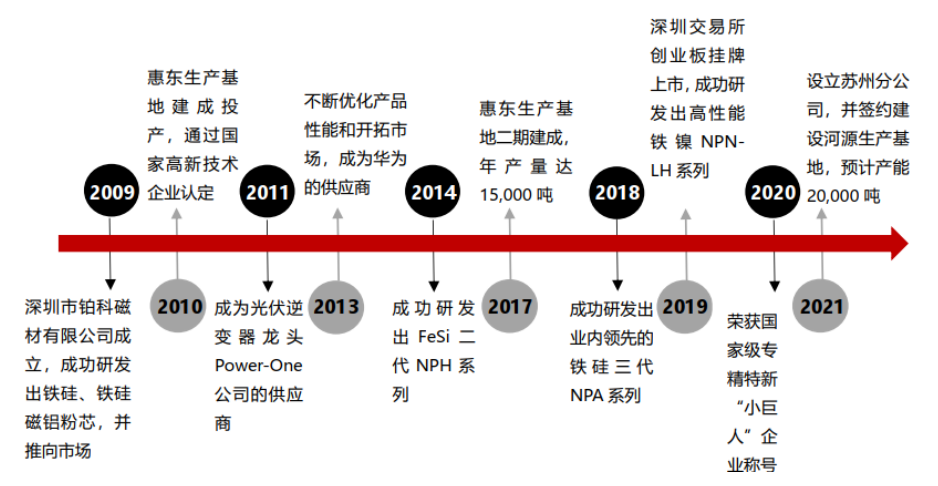 2009
深圳市铂科磁
材有限公司成
立，成功研发
出铁硅、铁硅
磁铝粉芯，并
推向市场
惠东生产基
地建成投
产，通过国
家高新技术
企业认定
2010
2011
成为光伏逆
变器龙头
Power-One
公司的供应
商
不断优化产品
性能和开拓市
场，成为华为
的供应商
2013
2014
成功研发
出 FeSi 二
代 NPH 系
列
惠东生产基
地二期建成，
年产量达
15,000 吨
2017
2018
成功研发出
业内领先的
铁硅三代
NPA 系列
深圳交易所
创业板挂牌
上市，成功研
发出高性能
铁镍 NPN-
LH 系列
2019
2020
荣获国
家级专
精特新
“小巨
人”企
业称号
设立苏州分公
司，并签约建
设河源生产基
地，预计产能
20,000 吨
2021